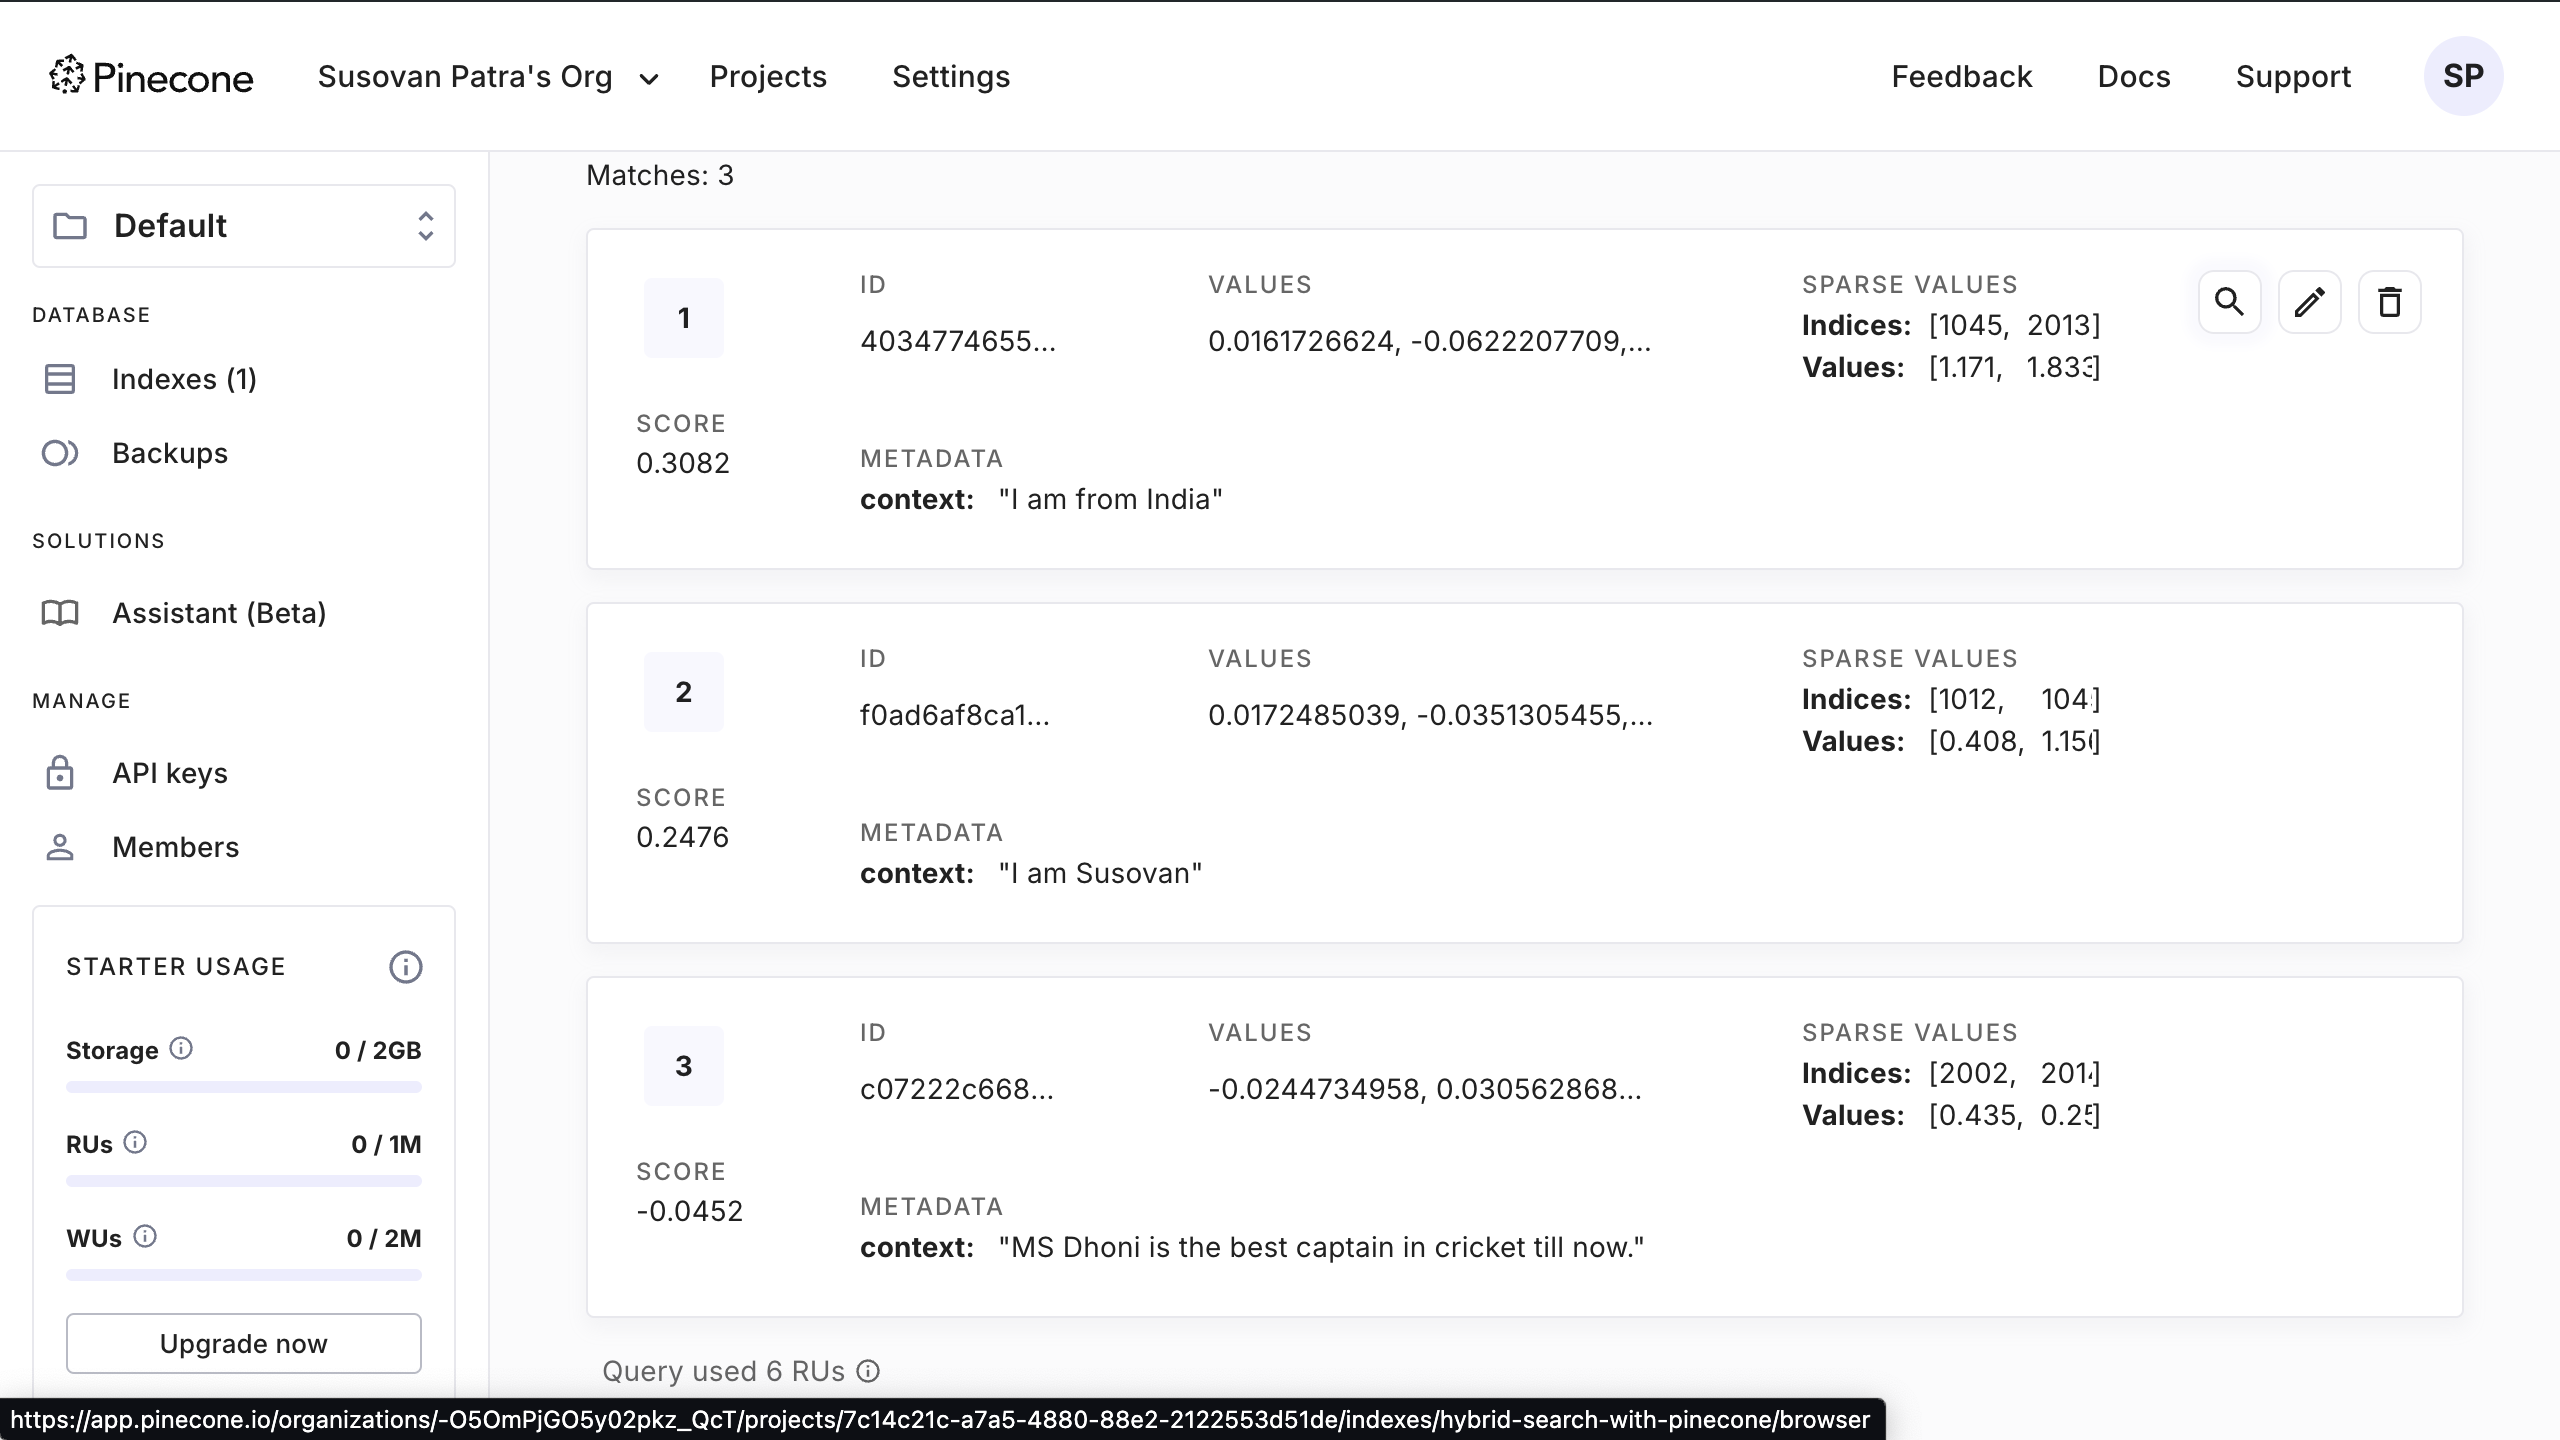 Pinecone
Susovan Patra's Org
Projects
Settings
Feedback
Docs
Support
SP
Default
DATABASE
Indexes (1)
Backups
SOLUTIONS
Assistant (Beta)
MANAGE
API keys
Members
STARTER USAGE
Storage 0 / 2GB
RUs 0 / 1M
WUs 0 / 2M
Upgrade now
Matches: 3
1
ID
4034774655...
VALUES
0.0161726624, -0.0622207709,...
SPARSE VALUES
Indices: [1045, 2013]
Values: [1.171, 1.833]
SCORE
0.3082
METADATA
context: "I am from India"
2
ID
f0ad6af8ca1...
VALUES
0.0172485039, -0.0351305455,...
SPARSE VALUES
Indices: [1012, 104]
Values: [0.408, 1.15]
SCORE
0.2476
METADATA
context: "I am Susovan"
3
ID
c07222c668...
VALUES
-0.0244734958, 0.030562868...
SPARSE VALUES
Indices: [2002, 201]
Values: [0.435, 0.25]
SCORE
-0.0452
METADATA
context: "MS Dhoni is the best captain in cricket till now."
Query used 6 RUs
https://app.pinecone.io/organizations/-O5OmPjGO5y02pkz_QcT/projects/7c14c21c-a7a5-4880-88e2-2122553d51de/indexes/hybrid-search-with-pinecone/browser